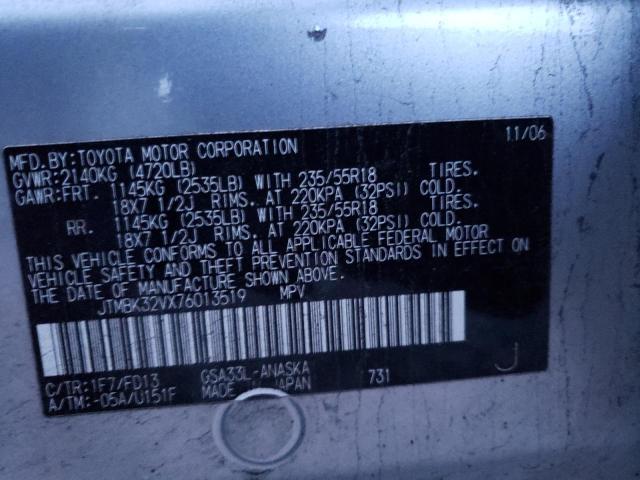 11/06
MFD.BY:TOYOTA MOTOR CORPORATION
GVWR:2140KG (4720LB)
GAWR:FRT. 1145KG (2535LB) WITH 235/55R18 TIRES.
18X7 1/2J RIMS. AT 220KPA (32PSI) COLD.
RR. 1145KG (2535LB) WITH 235/55R18 TIRES.
18X7 1/2J RIMS. AT 220KPA (32PSI) COLD.
THIS VEHICLE CONFORMS TO ALL APPLICABLE FEDERAL MOTOR
VEHICLE SAFETY AND THEFT PREVENTION STANDARDS IN EFFECT ON
THE DATE OF MANUFACTURE SHOWN ABOVE.
JTMBK32VX76013519 MPV
C/TR:1F7/FD13 GSA33L-ANASKA 731 J
A/TM:-05A/U151F MADE IN JAPAN